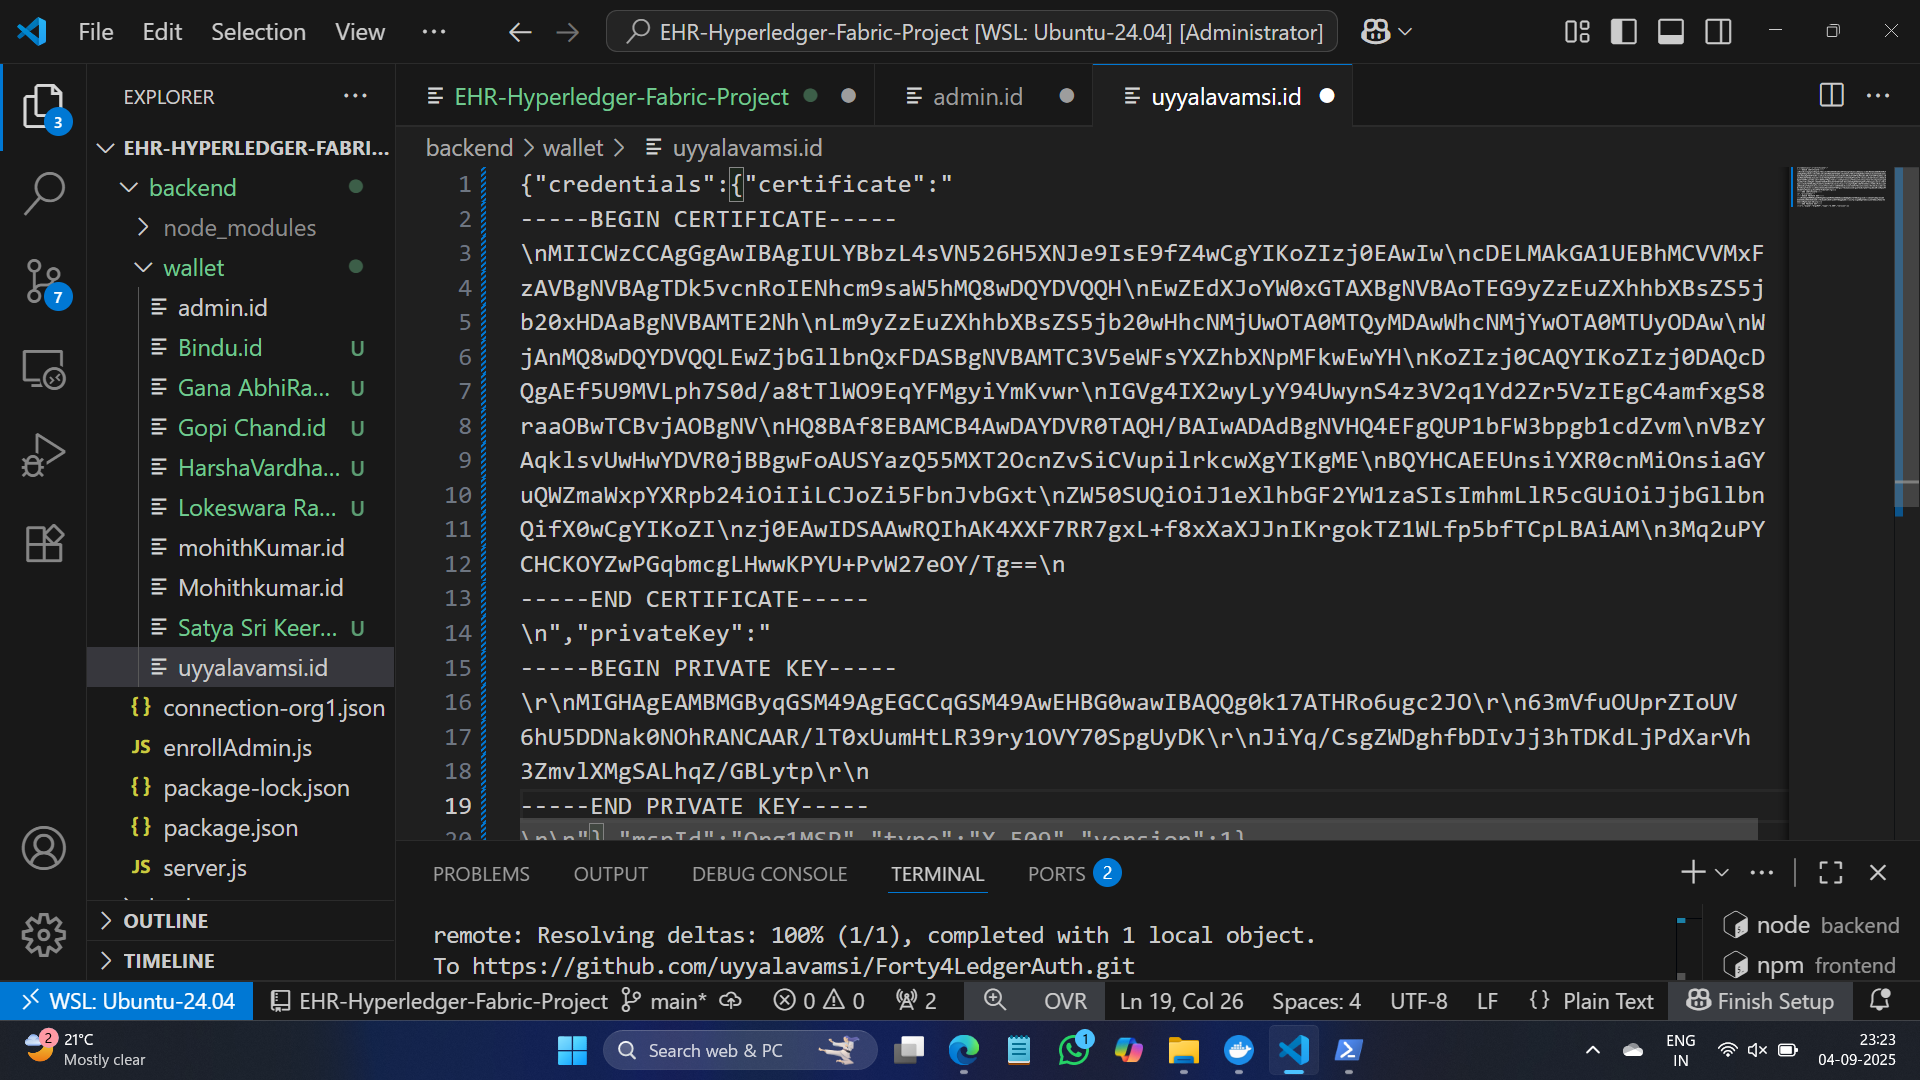 File Edit Selection View ··· EHR-Hyperledger-Fabric-Project [WSL: Ubuntu-24.04] [Administrator]
EXPLORER
EHR-Hyperledger-Fabric-Project admin.id uyyalavamsi.id
3
EHR-HYPERLEDGER-FABRI...
backend > wallet > uyyalavamsi.id
backend
node_modules
wallet
admin.id
Bindu.id U
Gana AbhiRa... U
Gopi Chand.id U
HarshaVardha... U
Lokeswara Ra... U
mohithKumar.id
Mohithkumar.id
Satya Sri Keer... U
uyyalavamsi.id
connection-org1.json
enrollAdmin.js
package-lock.json
package.json
server.js
OUTLINE
TIMELINE
7
1 {"credentials":{"certificate":"
2 -----BEGIN CERTIFICATE-----
3 \nMIICWzCCAgGgAwIBAgIULYBbzL4sVN526H5XNJe9IsE9fZ4wCgYIKoZIzj0EAwIw\ncDELMAkGA1UEBhMCVVMxF
4 zAVBgNVBAgTDk5vcnRoIENhcm9saW5hMQ8wDQYDVQQH\nEwZEdXJoYW0xGTAXBgNVBAoTEG9yZzEuZXhhbXBsZS5j
5 b20xHDAaBgNVBAMTE2Nh\nLm9yZzEuZXhhbXBsZS5jb20wHhcNMjUwOTA0MTQyMDAwWhcNMjYwOTA0MTUyODAw\nW
6 jAnMQ8wDQYDVQQLEwZjbGllbnQxFDASBgNVBAMTC3V5eWFsYXZhbXNpMFkwEwYH\nKoZIzj0CAQYIKoZIzj0DAQcD
7 QgAEf5U9MVLph7S0d/a8tTlWO9EqYFMgyiYmKvwr\nIGVg4IX2wyLyY94UwynS4z3V2q1Yd2Zr5VzIEgC4amfxgS8
8 raaOBwTCBvjAOBgNV\nHQ8BAf8EBAMCB4AwDAYDVR0TAQH/BAIwADAdBgNVHQ4EFgQUP1bFW3bpgb1cdZvm\nVBzY
9 AqklsvUwHwYDVR0jBBgwFoAUSYazQ55MXT2OcnZvSiCVupilrkcwXgYIKgME\nBQYHCAEEUnsiYXR0cnMiOnsiaGY
10 uQWZmaWxpYXRpb24iOiIiLCJoZi5FbnJvbGxt\nZW50SUQiOiJ1eXlhbGF2YW1zaSIsImhmLlR5cGUiOiJjbGllbn
11 QifX0wCgYIKoZI\nzj0EAwIDSAAwRQIhAK4XXF7RR7gxL+f8xXaXJJnIKrgokTZ1WLfp5bfTCpLBAiAM\n3Mq2uPY
12 CHCKOYZwPGqbmcgLHwwKPYU+PvW27eOY/Tg==\n
13 -----END CERTIFICATE-----
14 \n","privateKey":"
15 -----BEGIN PRIVATE KEY-----
16 \r\nMIGHAgEAMBMGByqGSM49AgEGCCqGSM49AwEHBG0wawIBAQQg0k17ATHRo6ugc2JO\r\n63mVfuOUprZIoUV
17 6hU5DDNak0NOhRANCAAR/lT0xUumHtLR39ry1OVY70SpgUyDK\r\nJiYq/CsgZWDghfbDIvJj3hTDKdLjPdXarVh
18 3ZmvlXMgSALhqZ/GBLytp\r\n
19 -----END PRIVATE KEY-----
20 \r\n"},"mspId":"Org1MSP","type":"X.509","version":1}
PROBLEMS OUTPUT DEBUG CONSOLE TERMINAL PORTS 2
remote: Resolving deltas: 100% (1/1), completed with 1 local object.
To https://github.com/uyyalavamsi/Forty4LedgerAuth.git
node backend
npm frontend
WSL: Ubuntu-24.04 EHR-Hyperledger-Fabric-Project main* 0 0 2 OVR Ln 19, Col 26 Spaces: 4 UTF-8 LF {} Plain Text Finish Setup
2
21°C
Mostly clear
Search web & PC
1
ENG
IN
23:23
04-09-2025